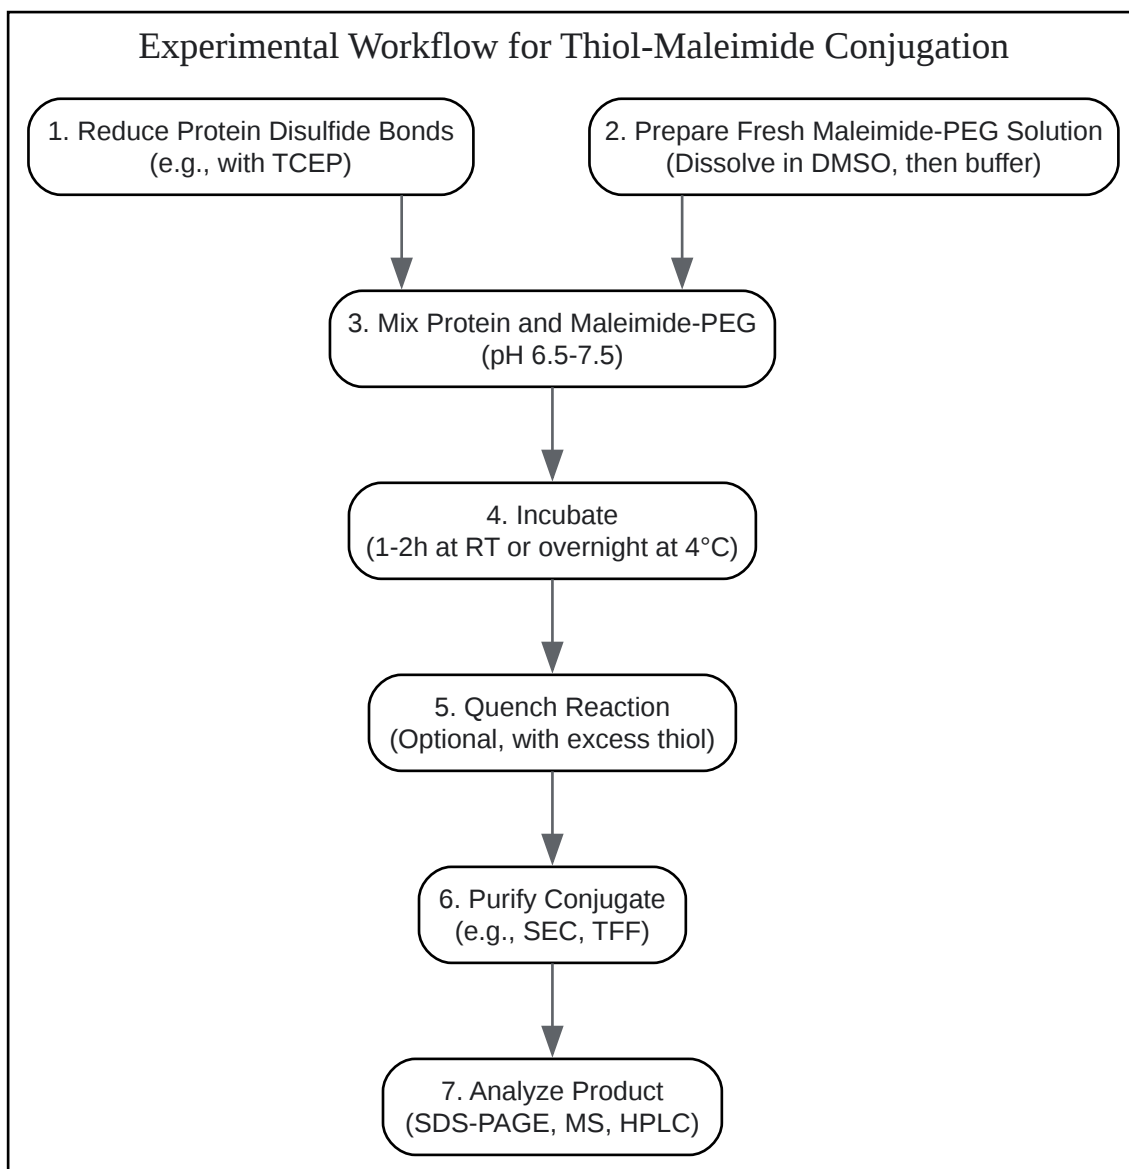 Experimental Workflow for Thiol-Maleimide Conjugation
1. Reduce Protein Disulfide Bonds
(e.g., with TCEP)
2. Prepare Fresh Maleimide-PEG Solution
(Dissolve in DMSO, then buffer)
3. Mix Protein and Maleimide-PEG
(pH 6.5-7.5)
4. Incubate
(1-2h at RT or overnight at 4°C)
5. Quench Reaction
(Optional, with excess thiol)
6. Purify Conjugate
(e.g., SEC, TFF)
7. Analyze Product
(SDS-PAGE, MS, HPLC)